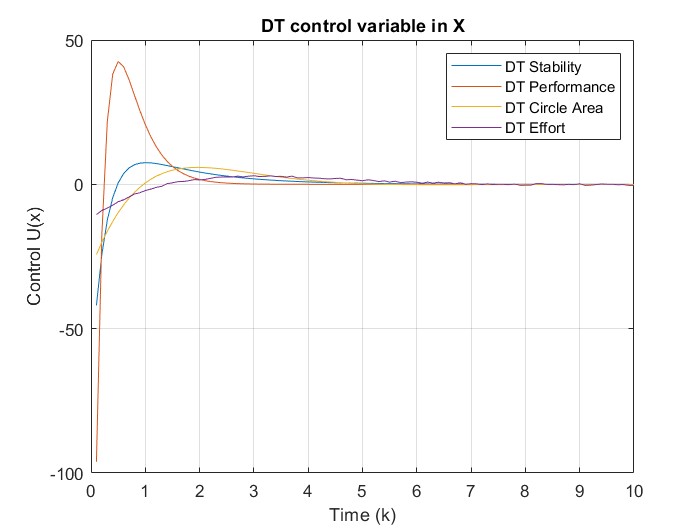 DT control variable in X
50
DT Stability
DT Performance
DT Circle Area
DT Effort
0
Control U(x)
-50
-100
0 1 2 3 4 5 6 7 8 9 10
Time (k)